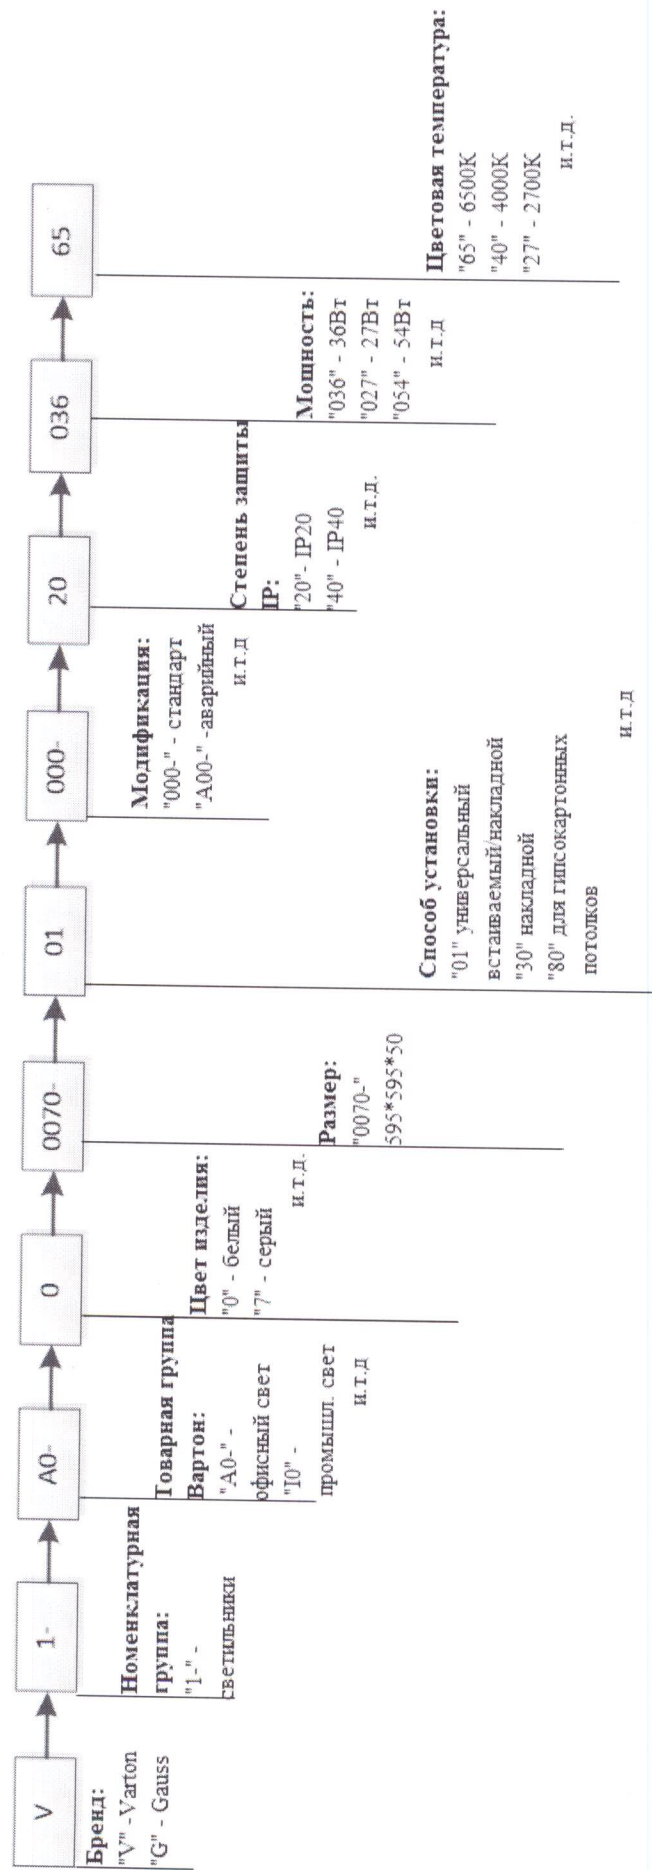 V
1-
A0-
0
0070-
01
000-
20
036
65
Бренд:
"V" -Varton
"G" - Gauss
Номенклатурная
группа:
"1-" -
светильники
Товарная группа
Вартон:
"A0-" -
офисный свет
"I0" -
промышл. свет
и.т.д
Цвет изделия:
"0" - белый
"7" - серый
и.т.д.
Размер:
"0070-"
595*595*50
Способ установки:
"01" универсальный
встаиваемый/накладной
"30" накладной
"80" для гипсокартонных
потолков
и.т.д
Модификация:
"000-" - стандарт
"A00-" -аварийный
и.т.д
Степень защиты
IP:
"20"- IP20
"40" - IP40
и.т.д.
Мощность:
"036" - 36Вт
"027" - 27Вт
"054" - 54Вт
и.т.д
Цветовая температура:
"65" - 6500К
"40" - 4000К
"27" - 2700К
и.т.д.